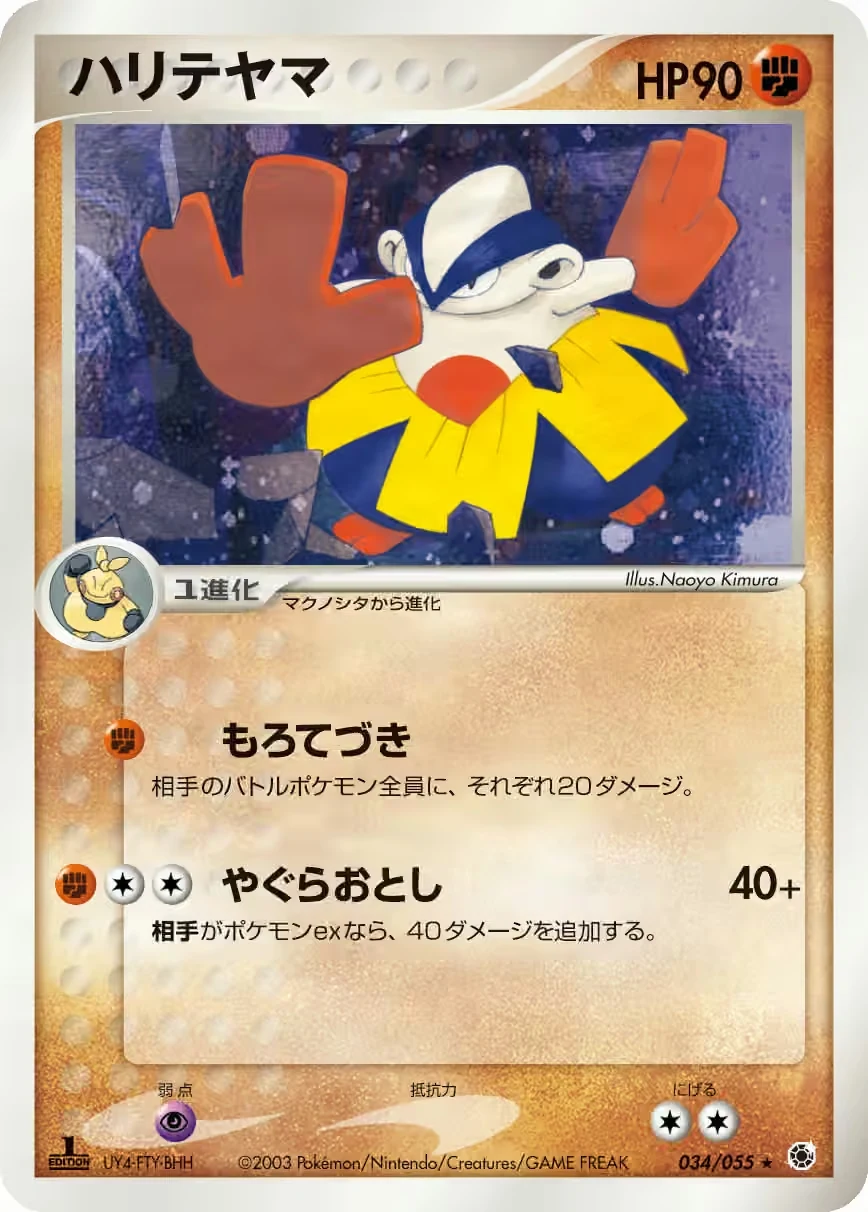 ハリテヤマ
HP90
Illus.Naoyo Kimura
1進化
マクノシタから進化
もろてづき
相手のバトルポケモン全員に、それぞれ20ダメージ。
やぐらおとし 40+
相手がポケモンexなら、40ダメージを追加する。
弱点 抵抗力 にげる
1 EDITION UY4-FTY-BHH ©2003 Pokémon/Nintendo/Creatures/GAME FREAK 034/055 ★